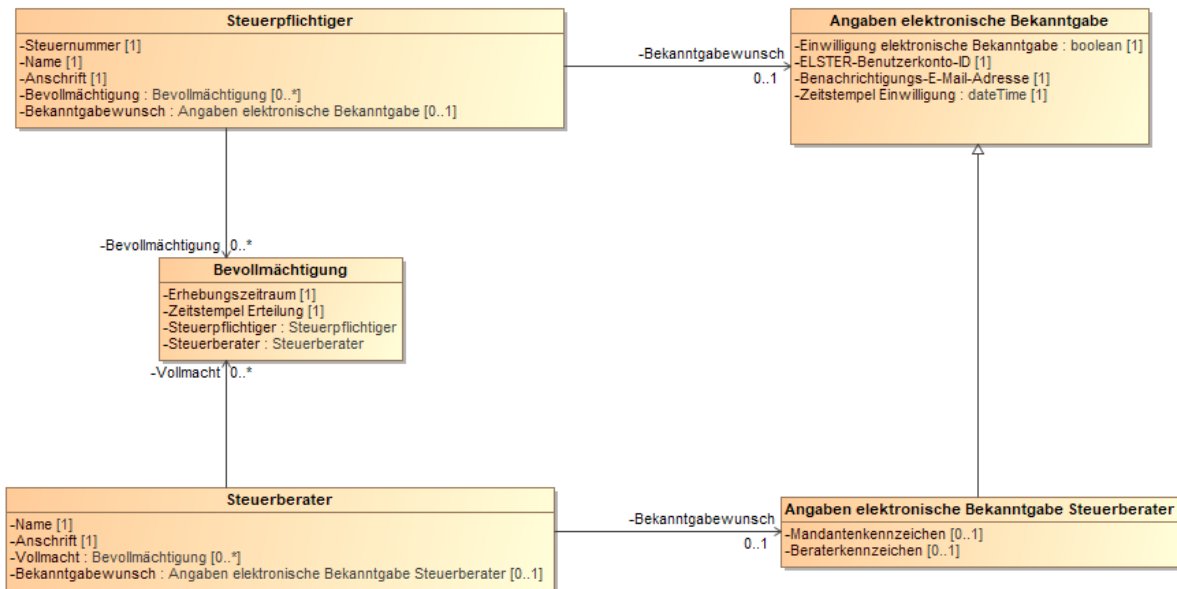 Steuerpflichtiger
-Steuernummer [1]
-Name [1]
-Anschrift [1]
-Bevollmächtigung : Bevollmächtigung [0..*]
-Bekanntgabewunsch : Angaben elektronische Bekanntgabe [0..1]
-Bekanntgabewunsch
0..1
Angaben elektronische Bekanntgabe
-Einwilligung elektronische Bekanntgabe : boolean [1]
-ELSTER-Benutzerkonto-ID [1]
-Benachrichtigungs-E-Mail-Adresse [1]
-Zeitstempel Einwilligung : dateTime [1]
-Bevollmächtigung 0..*
Bevollmächtigung
-Erhebungszeitraum [1]
-Zeitstempel Erteilung [1]
-Steuerpflichtiger : Steuerpflichtiger
-Steuerberater : Steuerberater
-Vollmacht 0..*
Steuerberater
-Name [1]
-Anschrift [1]
-Vollmacht : Bevollmächtigung [0..*]
-Bekanntgabewunsch : Angaben elektronische Bekanntgabe Steuerberater [0..1]
-Bekanntgabewunsch
0..1
Angaben elektronische Bekanntgabe Steuerberater
-Mandantenkennzeichen [0..1]
-Beraterkennzeichen [0..1]